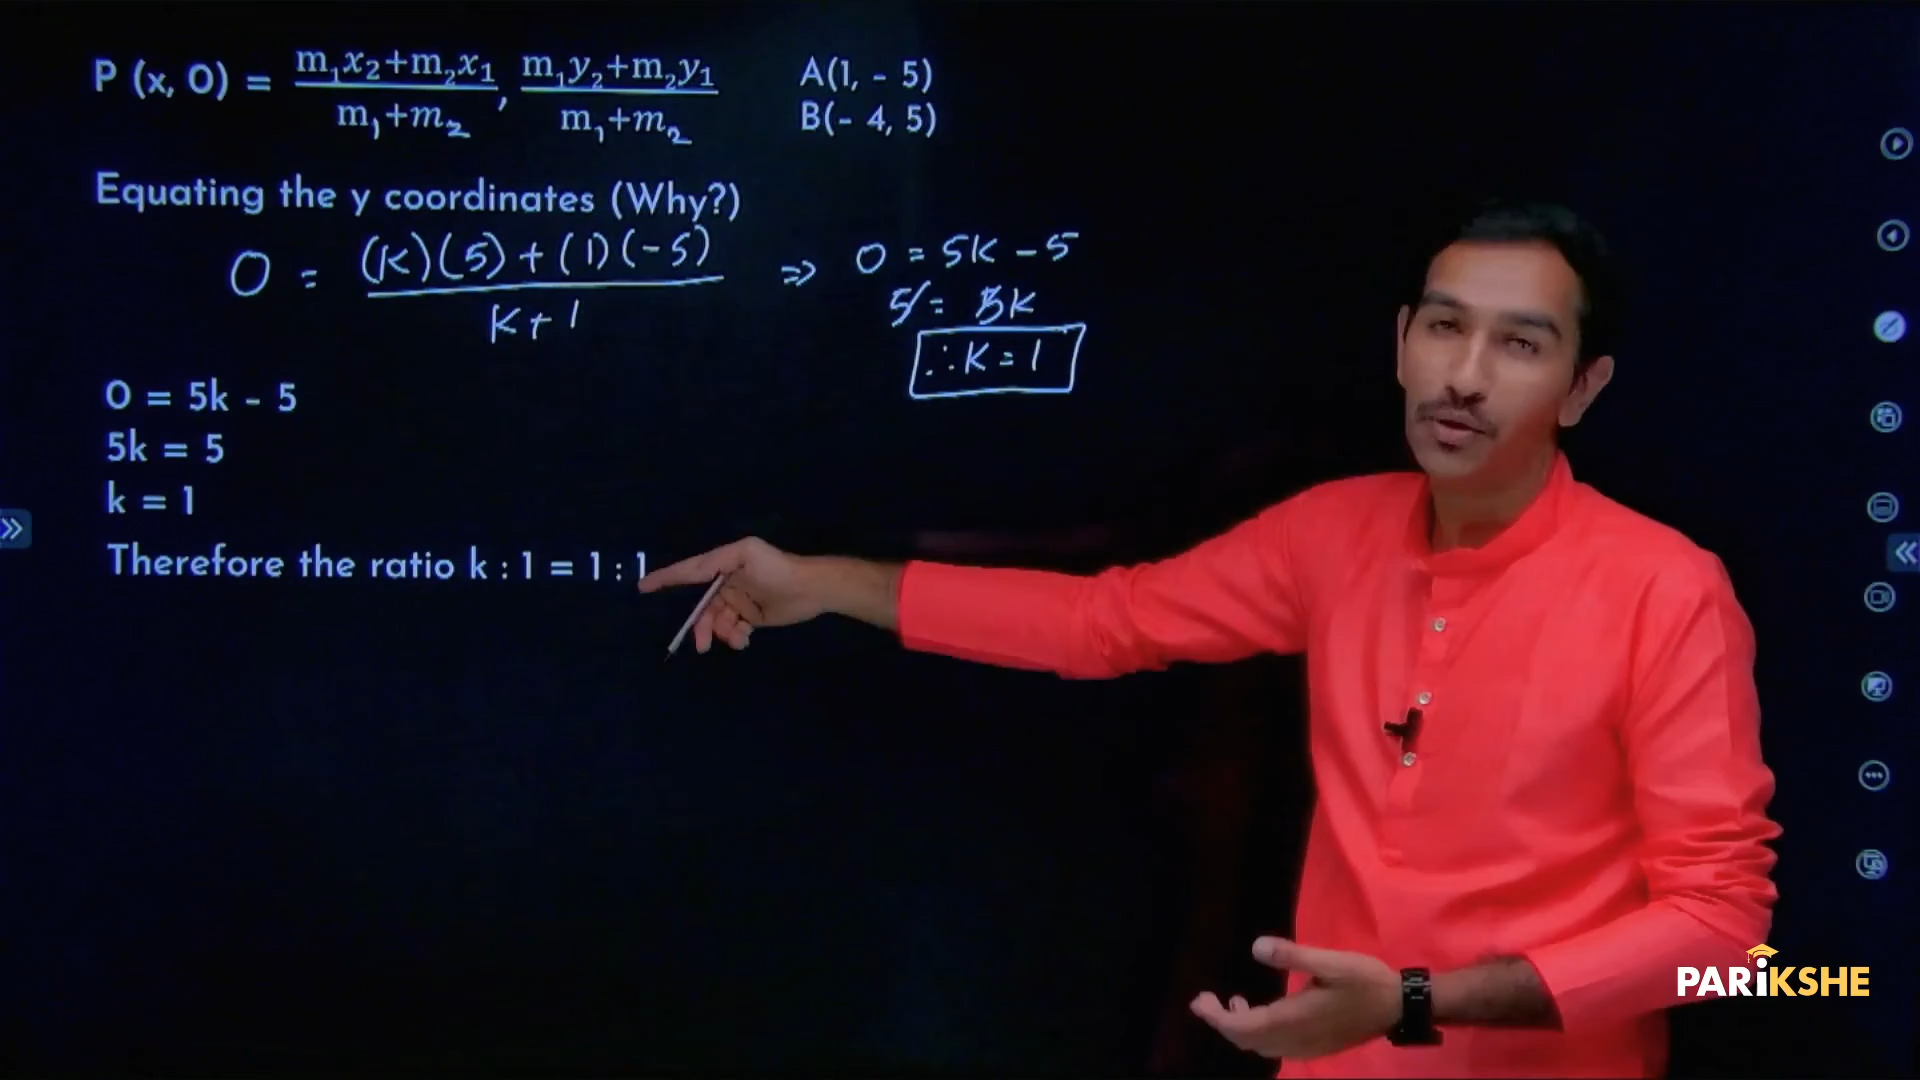 P (x, 0) = m₁x₂+m₂x₁ / m₁+m₂ , m₁y₂+m₂y₁ / m₁+m₂
A(1, - 5)
B(- 4, 5)
Equating the y coordinates (Why?)
0 = (K)(5) + (1)(-5) / K+1
⇒ 0 = 5K - 5
5 = 5K
∴ K = 1
0 = 5k - 5
5k = 5
k = 1
Therefore the ratio k : 1 = 1 : 1
PARiKSHE